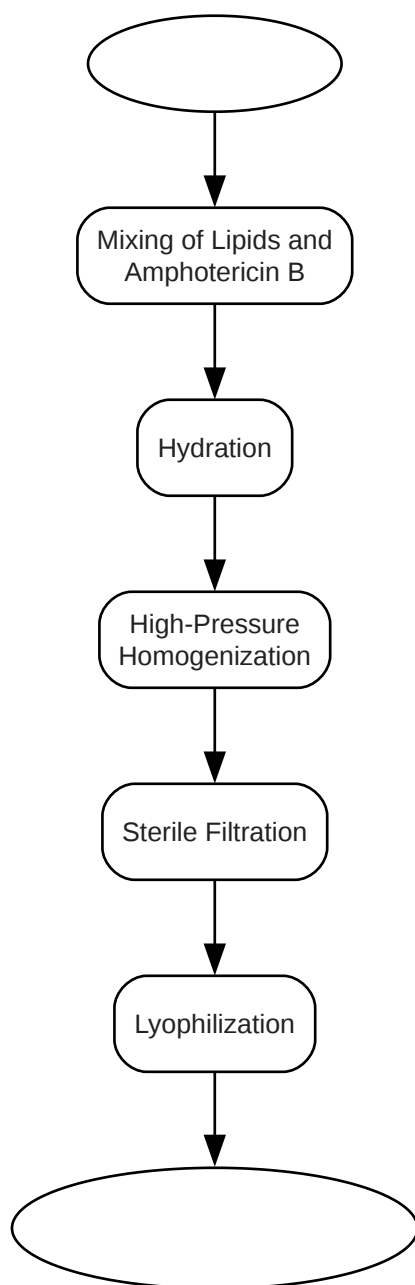 Mixing of Lipids and
Amphotericin B
Hydration
High-Pressure
Homogenization
Sterile Filtration
Lyophilization